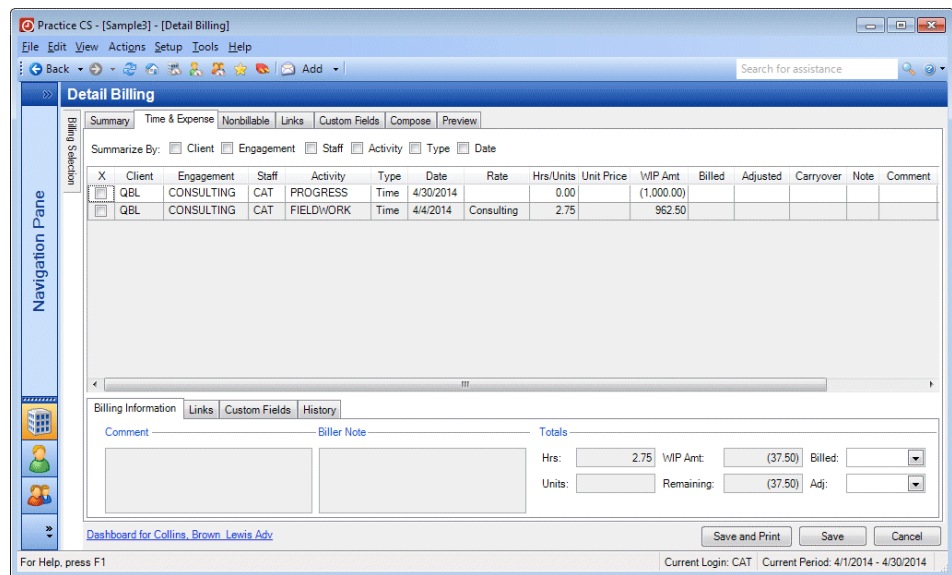 Practice CS - [Sample3] - [Detail Billing]
File Edit View Actions Setup Tools Help
Back Add Search for assistance
Detail Billing
Billing Selection
Navigation Pane
Summary Time & Expense Nonbillable Links Custom Fields Compose Preview
Summarize By: Client Engagement Staff Activity Type Date
X Client Engagement Staff Activity Type Date Rate Hrs/Units Unit Price WIP Amt Billed Adjusted Carryover Note Comment
QBL CONSULTING CAT PROGRESS Time 4/30/2014 0.00 (1,000.00)
QBL CONSULTING CAT FIELDWORK Time 4/4/2014 Consulting 2.75 962.50
Billing Information Links Custom Fields History
Comment Biller Note Totals
Hrs: 2.75 WIP Amt: (37.50) Billed:
Units: Remaining: (37.50) Adj:
Dashboard for Collins, Brown Lewis Adv Save and Print Save Cancel
For Help, press F1 Current Login: CAT Current Period: 4/1/2014 - 4/30/2014